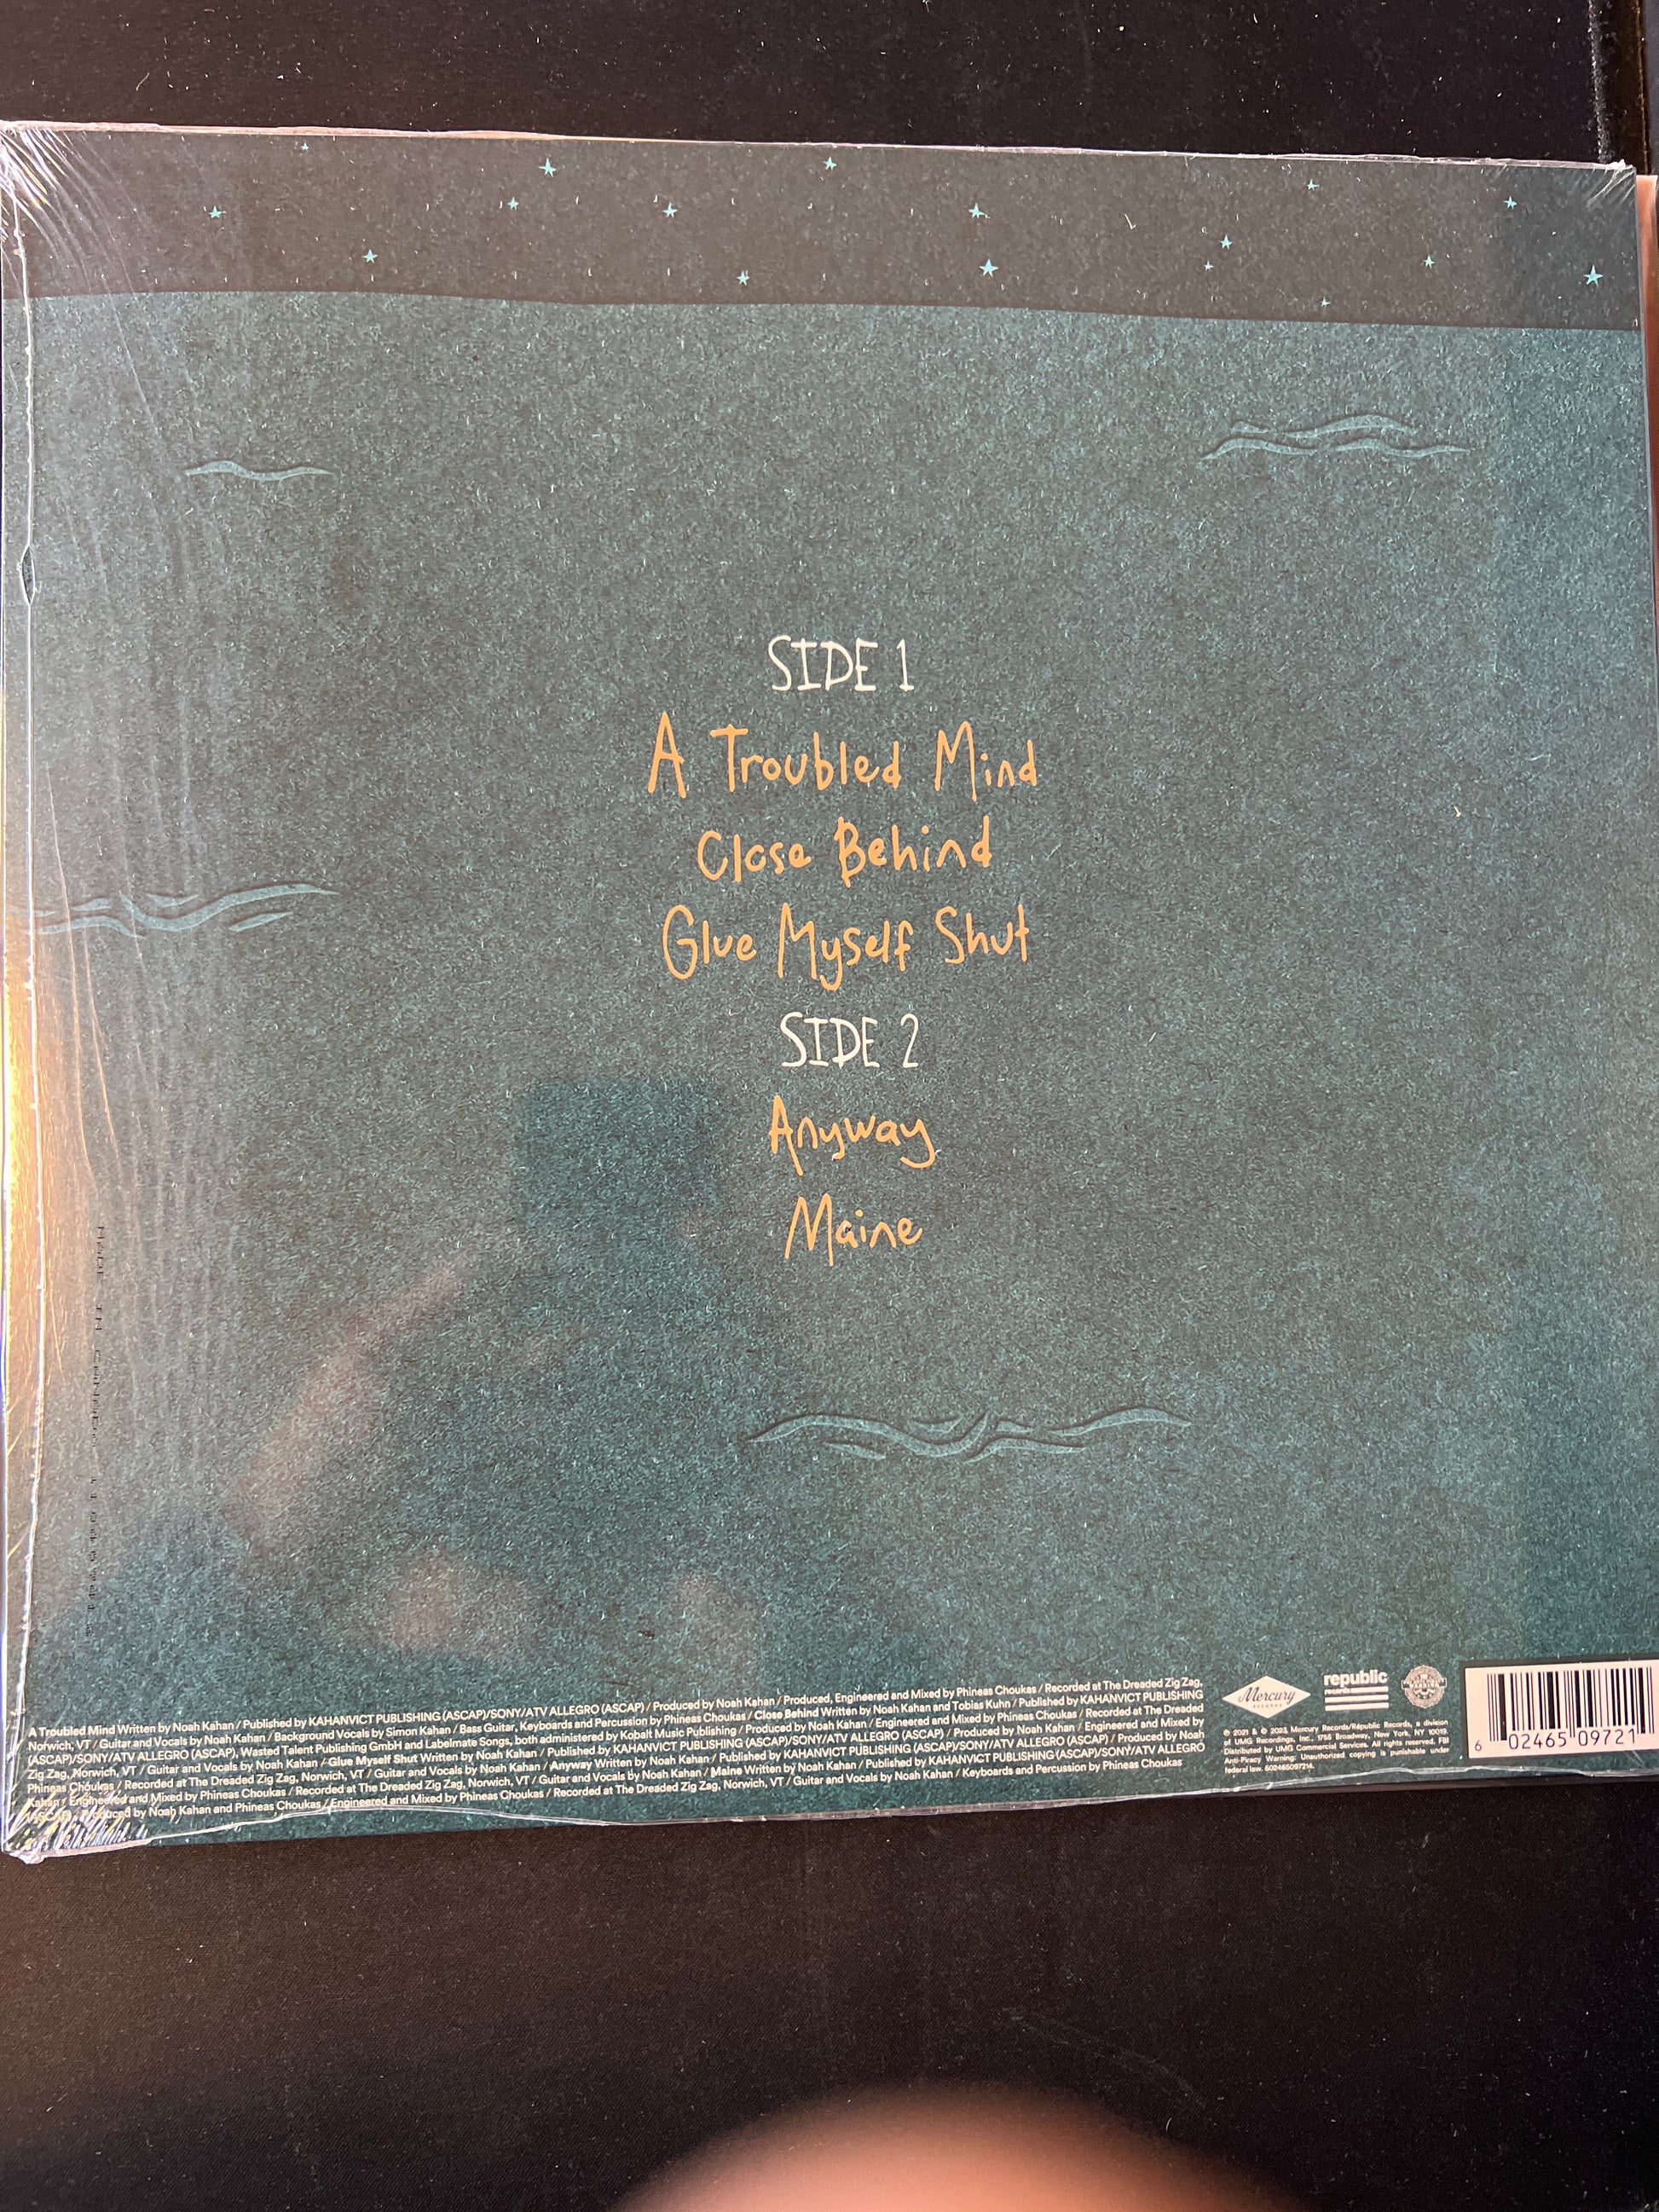 SIDE 1
A Troubled Mind
Close Behind
Glue Myself Shut
SIDE 2
Anyway
Maine
A Troubled Mind Written by Noah Kahan / Published by KAHANVICT PUBLISHING (ASCAP)/SONY/ATV ALLEGRO (ASCAP) / Produced by Noah Kahan / Produced, Engineered and Mixed by Phineas Choukas / Recorded at The Dreaded Zig Zag,
Norwich, VT / Guitar and Vocals by Noah Kahan / Background Vocals by Simon Kahan / Bass Guitar, Keyboards and Percussion by Phineas Choukas / Close Behind Written by Noah Kahan and Tobias Kuhn / Published by KAHANVICT PUBLISHING
(ASCAP)/SONY/ATV ALLEGRO (ASCAP), Wasted Talent Publishing GmbH and Labelmate Songs, both administered by Kobalt Music Publishing / Produced by Noah Kahan / Engineered and Mixed by Phineas Choukas / Recorded at The Dreaded
Zig Zag, Norwich, VT / Guitar and Vocals by Noah Kahan / Glue Myself Shut Written by Noah Kahan / Published by KAHANVICT PUBLISHING (ASCAP)/SONY/ATV ALLEGRO (ASCAP) / Produced by Noah Kahan / Engineered and Mixed by
Phineas Choukas / Recorded at The Dreaded Zig Zag, Norwich, VT / Guitar and Vocals by Noah Kahan / Anyway Written by Noah Kahan / Published by KAHANVICT PUBLISHING (ASCAP)/SONY/ATV ALLEGRO (ASCAP) / Produced by Noah
Kahan / Engineered and Mixed by Phineas Choukas / Recorded at The Dreaded Zig Zag, Norwich, VT / Guitar and Vocals by Noah Kahan / Maine Written by Noah Kahan / Published by KAHANVICT PUBLISHING (ASCAP)/SONY/ATV ALLEGRO
(ASCAP) / Produced by Noah Kahan and Phineas Choukas / Engineered and Mixed by Phineas Choukas / Recorded at The Dreaded Zig Zag, Norwich, VT / Guitar and Vocals by Noah Kahan / Keyboards and Percussion by Phineas Choukas
Mercury
RECORDS
republic
records
℗ 2021 & © 2023 Mercury Records/Republic Records, a division
of UMG Recordings, Inc., 1755 Broadway, New York, NY 10019.
Distributed by UMG Commercial Services. All rights reserved. FBI
Anti-Piracy Warning: Unauthorized copying is punishable under
federal law. 602465097214.
6 02465 09721
MADE IN CANADA